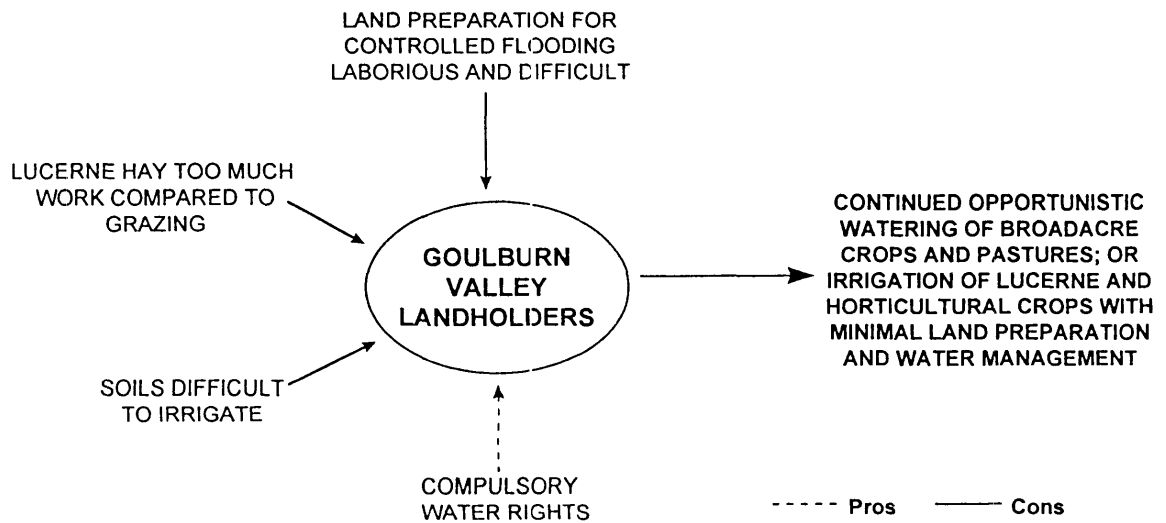 LAND PREPARATION FOR
CONTROLLED FLOODING
LABORIOUS AND DIFFICULT
LUCERNE HAY TOO MUCH
WORK COMPARED TO
GRAZING
GOULBURN
VALLEY
LANDHOLDERS
CONTINUED OPPORTUNISTIC
WATERING OF BROADACRE
CROPS AND PASTURES; OR
IRRIGATION OF LUCERNE AND
HORTICULTURAL CROPS WITH
MINIMAL LAND PREPARATION
AND WATER MANAGEMENT
SOILS DIFFICULT
TO IRRIGATE
COMPULSORY
WATER RIGHTS
Pros
Cons